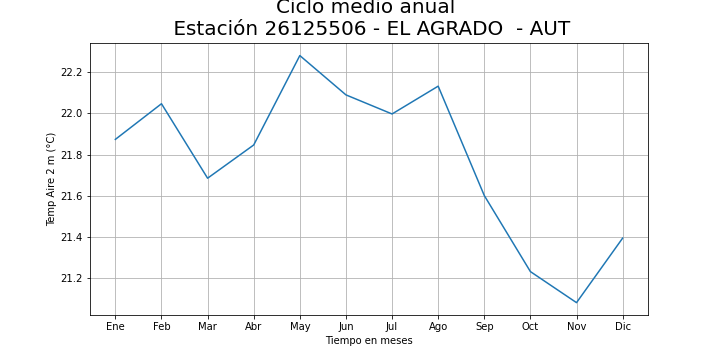 Ciclo medio anual
Estación 26125506 - EL AGRADO - AUT
Temp Aire 2 m (°C)
22.2
22.0
21.8
21.6
21.4
21.2
Ene Feb Mar Abr May Jun Jul Ago Sep Oct Nov Dic
Tiempo en meses